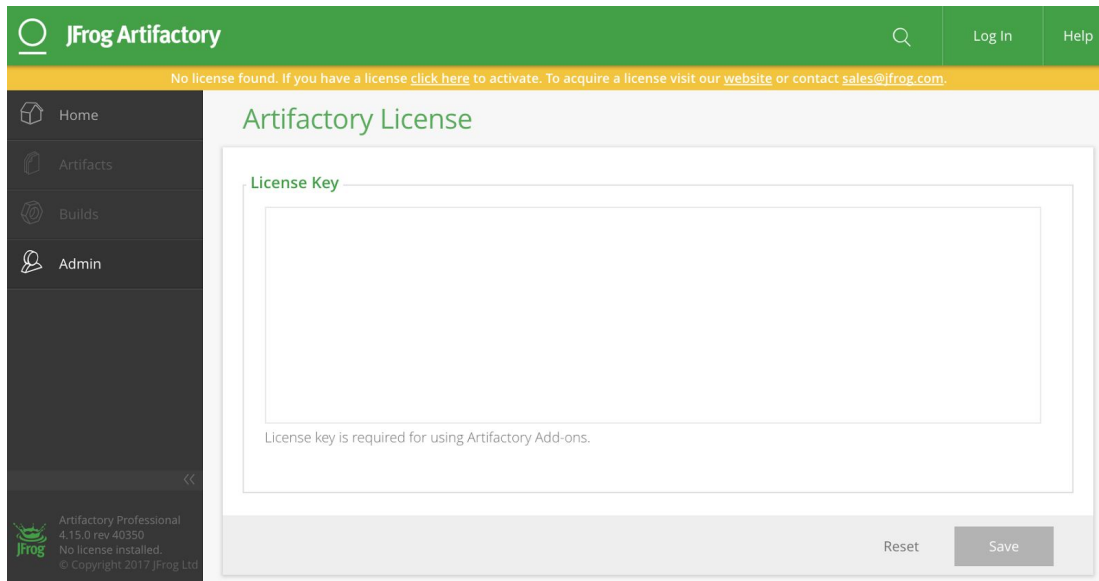 JFrog Artifactory
Log In
Help
No license found. If you have a license click here to activate. To acquire a license visit our website or contact sales@jfrog.com.
Home
Artifacts
Builds
Admin
Artifactory License
License Key
License key is required for using Artifactory Add-ons.
Reset
Save
JFrog
Artifactory Professional
4.15.0 rev 40350
No license installed.
© Copyright 2017 JFrog Ltd